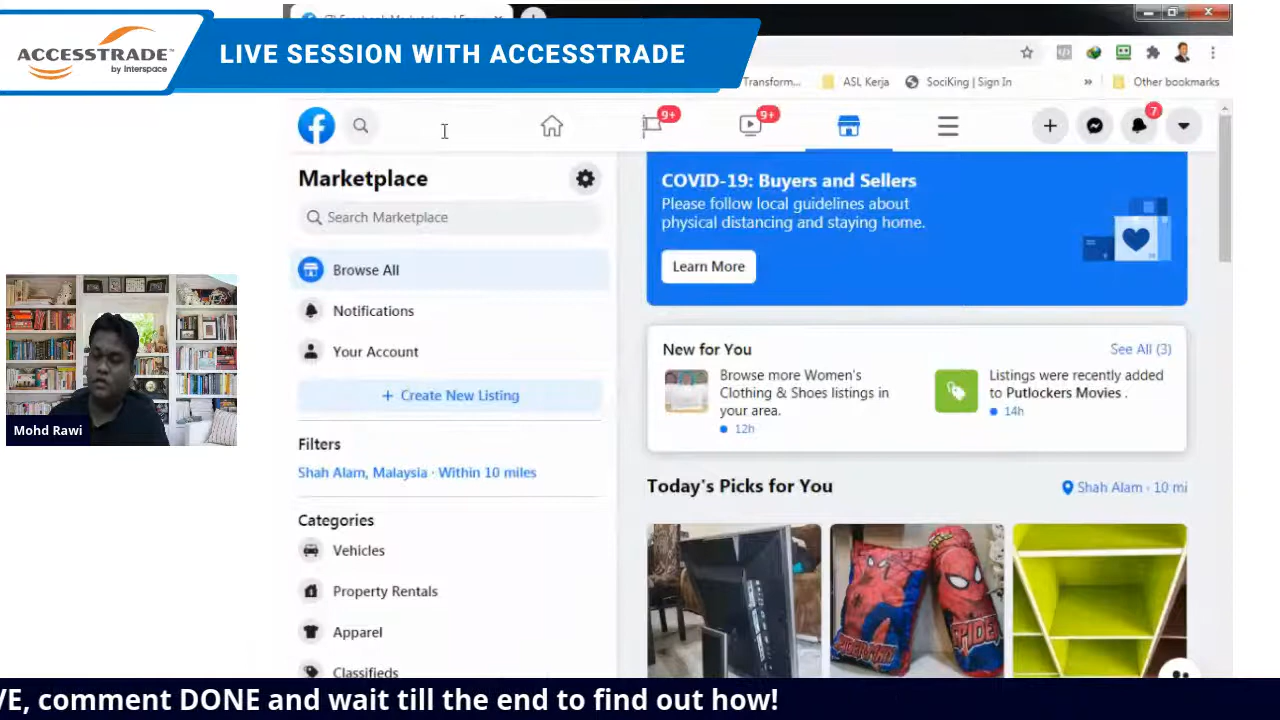 ACCESSTRADE
by Interspace
LIVE SESSION WITH ACCESSTRADE
Transform...
ASL Kerja
SociKing | Sign In
»
Other bookmarks
9+
9+
7
Marketplace
Search Marketplace
Browse All
Notifications
Your Account
+ Create New Listing
Filters
Shah Alam, Malaysia · Within 10 miles
Categories
Vehicles
Property Rentals
Apparel
Classifieds
COVID-19: Buyers and Sellers
Please follow local guidelines about
physical distancing and staying home.
Learn More
New for You
See All (3)
Browse more Women's
Clothing & Shoes listings in
your area.
12h
Listings were recently added
to Putlockers Movies .
14h
Today's Picks for You
Shah Alam · 10 mi
Mohd Rawi
VE, comment DONE and wait till the end to find out how!